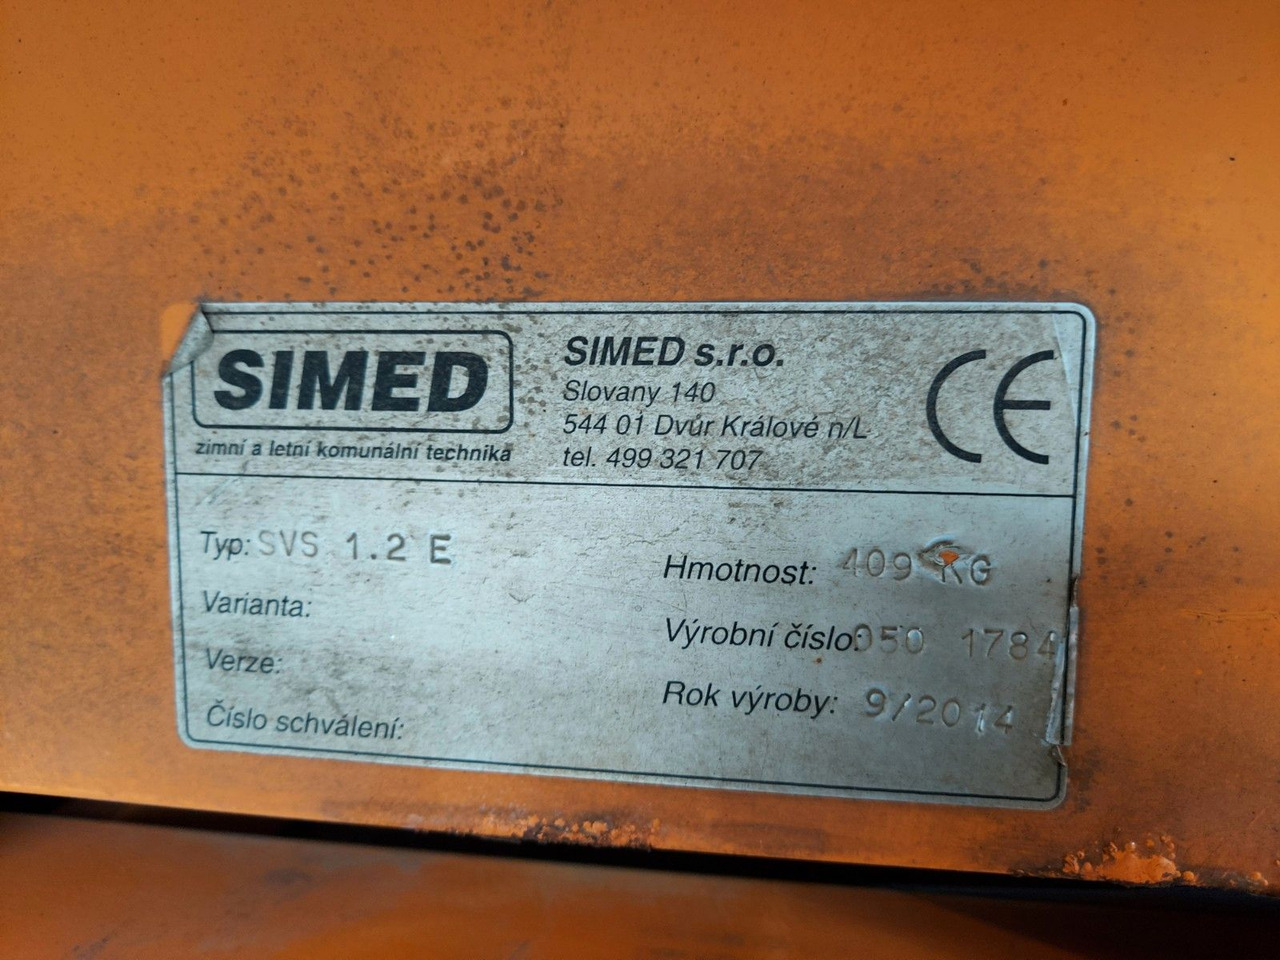 SIMED
zimní a letní komunální technika
SIMED s.r.o.
Slovany 140
544 01 Dvůr Králové n/L
tel. 499 321 707
CE
Typ: SVS 1.2 E
Varianta:
Verze:
Číslo schválení:
Hmotnost: 409 KG
Výrobní číslo: 050 1784
Rok výroby: 9/2014